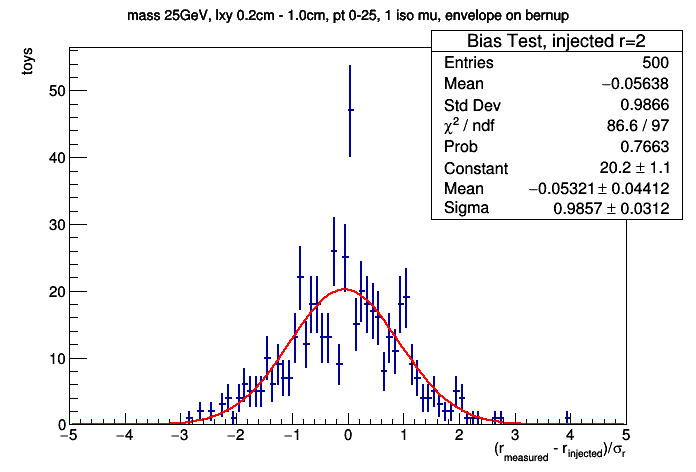 mass 25GeV, lxy 0.2cm - 1.0cm, pt 0-25, 1 iso mu, envelope on bernup
Bias Test, injected r=2
Entries 500
Mean −0.05638
Std Dev 0.9866
χ² / ndf 86.6 / 97
Prob 0.7663
Constant 20.2 ± 1.1
Mean −0.05321 ± 0.04412
Sigma 0.9857 ± 0.0312
toys
50
40
30
20
10
0
−5 −4 −3 −2 −1 0 1 2 3 4 5
(r_measured - r_injected)/σ_r